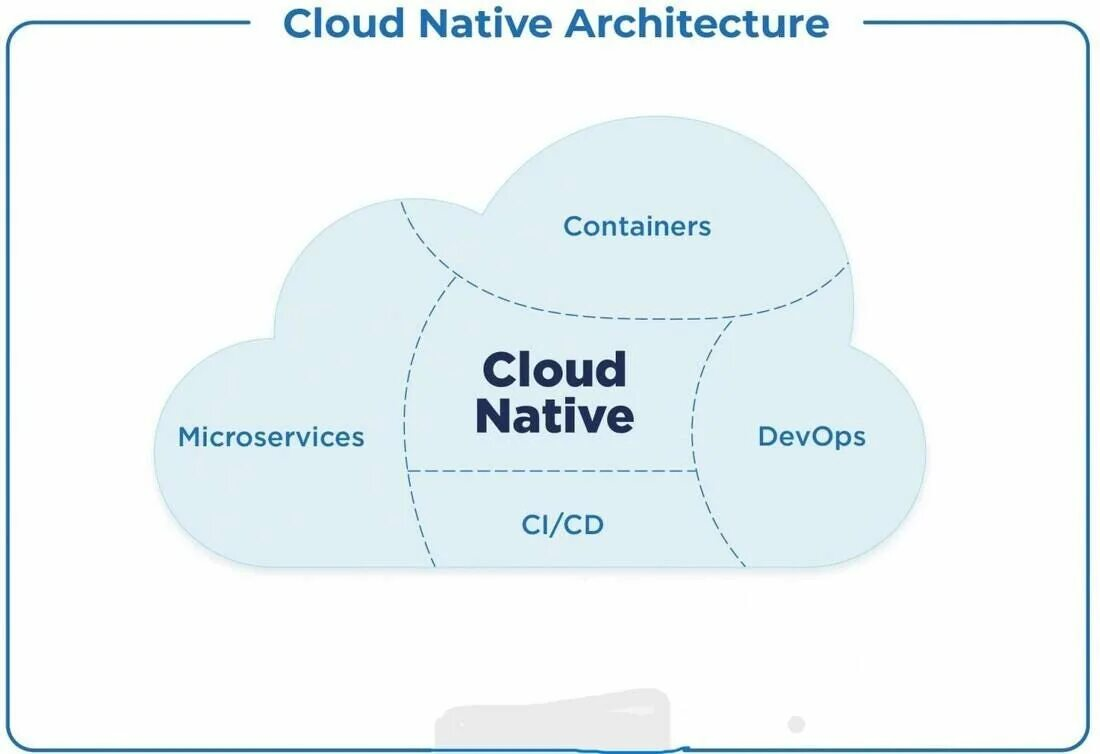 Cloud Native Architecture
Containers
Cloud
Native
Microservices
DevOps
CI/CD